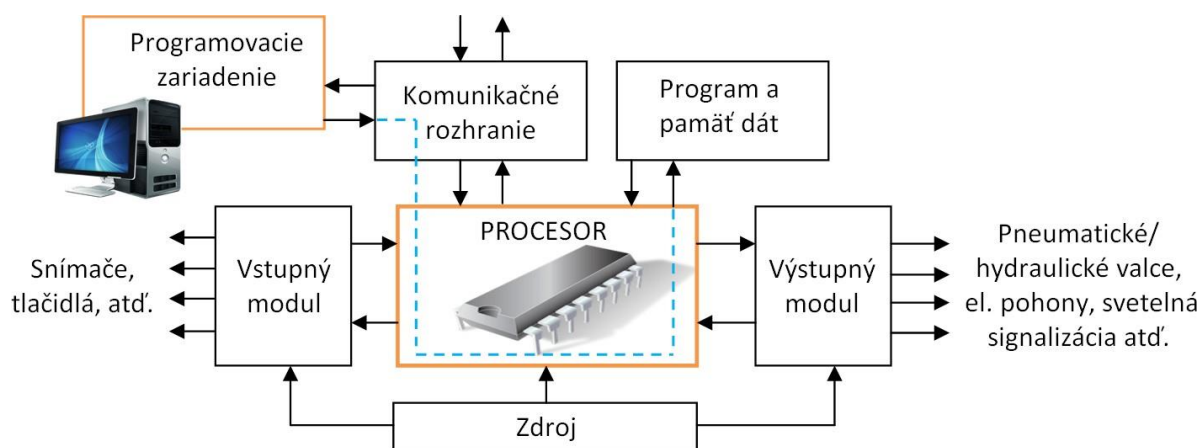 Programovacie
zariadenie
Komunikačné
rozhranie
Program a
pamäť dát
Snímače,
tlačidlá, atď.
Vstupný
modul
PROCESOR
Výstupný
modul
Pneumatické/
hydraulické valce,
el. pohony, svetelná
signalizácia atď.
Zdroj